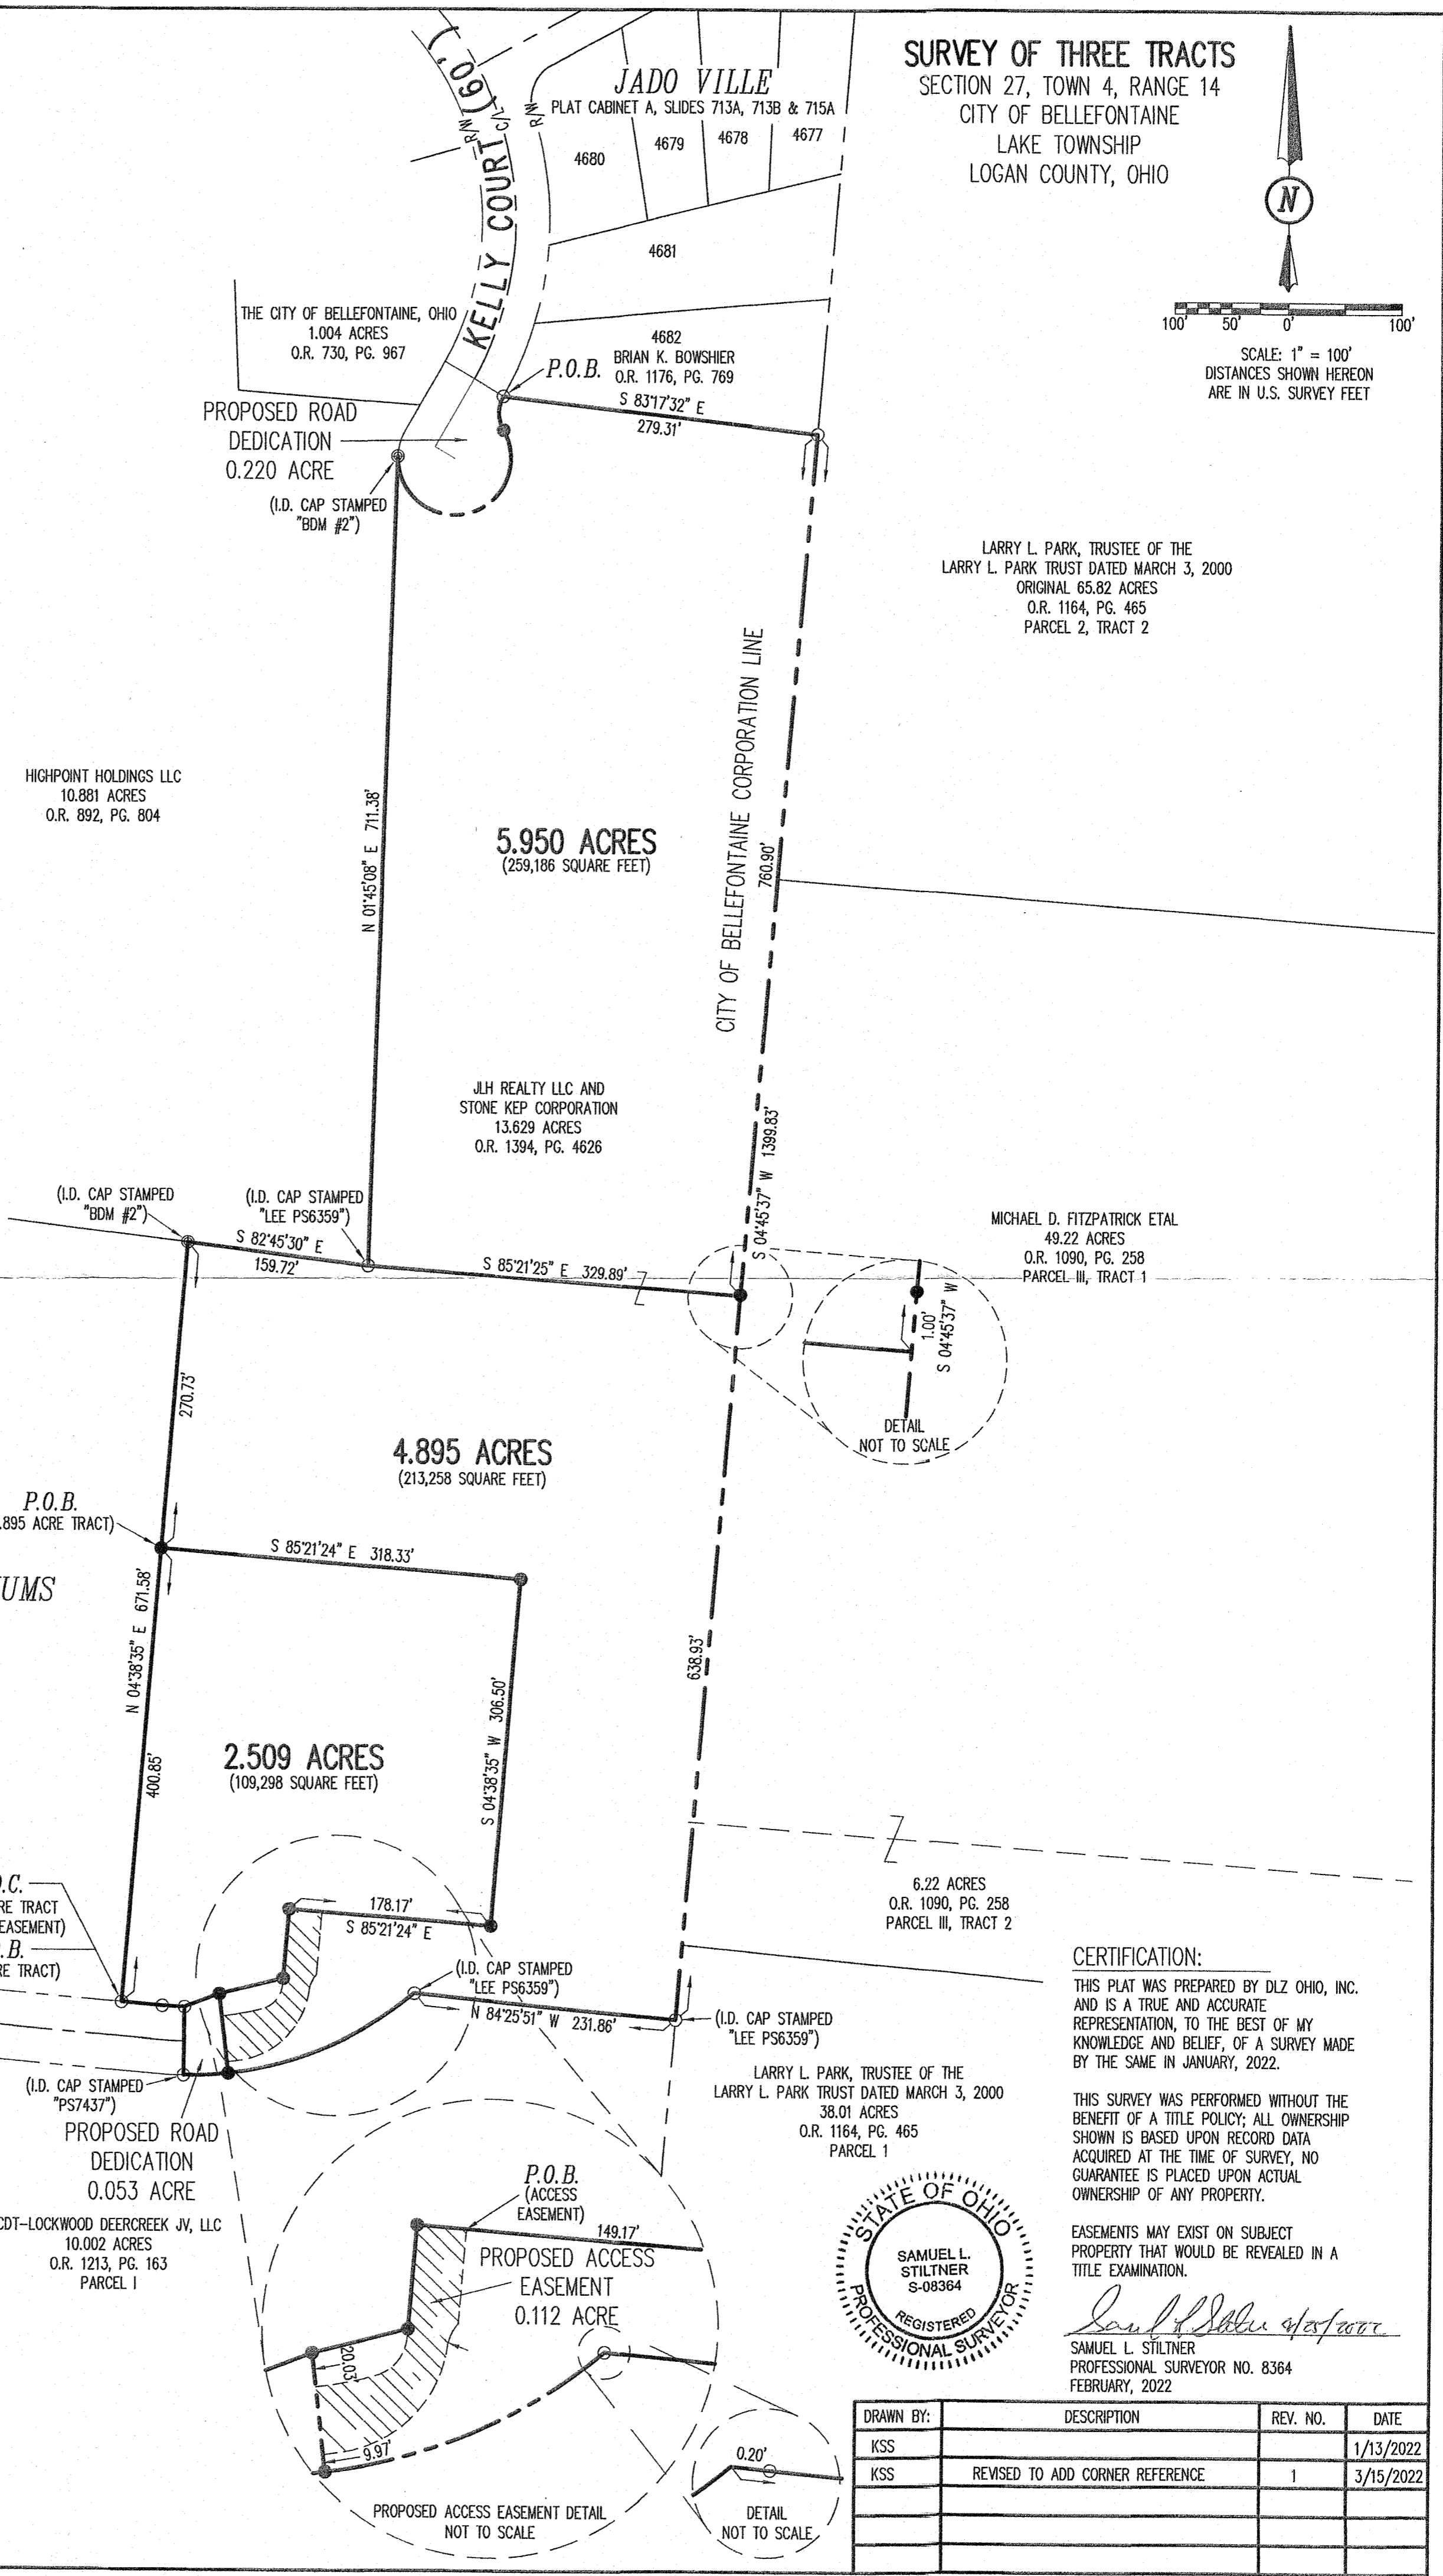 SURVEY OF THREE TRACTS
SECTION 27, TOWN 4, RANGE 14
CITY OF BELLEFONTAINE
LAKE TOWNSHIP
LOGAN COUNTY, OHIO
N
100' 50' 0' 100'
SCALE: 1" = 100'
DISTANCES SHOWN HEREON
ARE IN U.S. SURVEY FEET
JADO VILLE
PLAT CABINET A, SLIDES 713A, 713B & 715A
4680 4679 4678 4677
4681
KELLY COURT (60')
R/W
C/L
R/W
THE CITY OF BELLEFONTAINE, OHIO
1.004 ACRES
O.R. 730, PG. 967
4682
BRIAN K. BOWSHIER
O.R. 1176, PG. 769
P.O.B.
S 83°17'32" E
279.31'
PROPOSED ROAD
DEDICATION
0.220 ACRE
(I.D. CAP STAMPED
"BDM #2")
LARRY L. PARK, TRUSTEE OF THE
LARRY L. PARK TRUST DATED MARCH 3, 2000
ORIGINAL 65.82 ACRES
O.R. 1164, PG. 465
PARCEL 2, TRACT 2
CITY OF BELLEFONTAINE CORPORATION LINE
760.90'
HIGHPOINT HOLDINGS LLC
10.881 ACRES
O.R. 892, PG. 804
N 01°45'08" E 711.38'
5.950 ACRES
(259,186 SQUARE FEET)
JLH REALTY LLC AND
STONE KEP CORPORATION
13.629 ACRES
O.R. 1394, PG. 4626
S 04°45'37" W 1399.83'
(I.D. CAP STAMPED
"BDM #2")
(I.D. CAP STAMPED
"LEE PS6359")
S 82°45'30" E
159.72'
S 85°21'25" E 329.89'
MICHAEL D. FITZPATRICK ETAL
49.22 ACRES
O.R. 1090, PG. 258
PARCEL III, TRACT 1
1.00'
S 04°45'37" W
DETAIL
NOT TO SCALE
270.73'
4.895 ACRES
(213,258 SQUARE FEET)
P.O.B.
.895 ACRE TRACT)
S 85°21'24" E 318.33'
UMS
N 04°38'35" E 671.58'
638.93'
S 04°38'35" W 306.50'
2.509 ACRES
(109,298 SQUARE FEET)
400.85'
.C.
RE TRACT
EASEMENT)
.B.
RE TRACT)
178.17'
S 85°21'24" E
6.22 ACRES
O.R. 1090, PG. 258
PARCEL III, TRACT 2
(I.D. CAP STAMPED
"LEE PS6359")
N 84°25'51" W 231.86'
(I.D. CAP STAMPED
"LEE PS6359")
LARRY L. PARK, TRUSTEE OF THE
LARRY L. PARK TRUST DATED MARCH 3, 2000
38.01 ACRES
O.R. 1164, PG. 465
PARCEL 1
(I.D. CAP STAMPED
"PS7437")
PROPOSED ROAD
DEDICATION
0.053 ACRE
CDT-LOCKWOOD DEERCREEK JV, LLC
10.002 ACRES
O.R. 1213, PG. 163
PARCEL I
P.O.B.
(ACCESS
EASEMENT)
149.17'
PROPOSED ACCESS
EASEMENT
0.112 ACRE
20.03'
9.97'
PROPOSED ACCESS EASEMENT DETAIL
NOT TO SCALE
0.20'
DETAIL
NOT TO SCALE
CERTIFICATION:
THIS PLAT WAS PREPARED BY DLZ OHIO, INC.
AND IS A TRUE AND ACCURATE
REPRESENTATION, TO THE BEST OF MY
KNOWLEDGE AND BELIEF, OF A SURVEY MADE
BY THE SAME IN JANUARY, 2022.
THIS SURVEY WAS PERFORMED WITHOUT THE
BENEFIT OF A TITLE POLICY; ALL OWNERSHIP
SHOWN IS BASED UPON RECORD DATA
ACQUIRED AT THE TIME OF SURVEY, NO
GUARANTEE IS PLACED UPON ACTUAL
OWNERSHIP OF ANY PROPERTY.
EASEMENTS MAY EXIST ON SUBJECT
PROPERTY THAT WOULD BE REVEALED IN A
TITLE EXAMINATION.
SAMUEL L. STILTNER
PROFESSIONAL SURVEYOR NO. 8364
FEBRUARY, 2022
STATE OF OHIO
SAMUEL L.
STILTNER
S-08364
REGISTERED
PROFESSIONAL SURVEYOR
DRAWN BY: DESCRIPTION REV. NO. DATE
KSS 1/13/2022
KSS REVISED TO ADD CORNER REFERENCE 1 3/15/2022